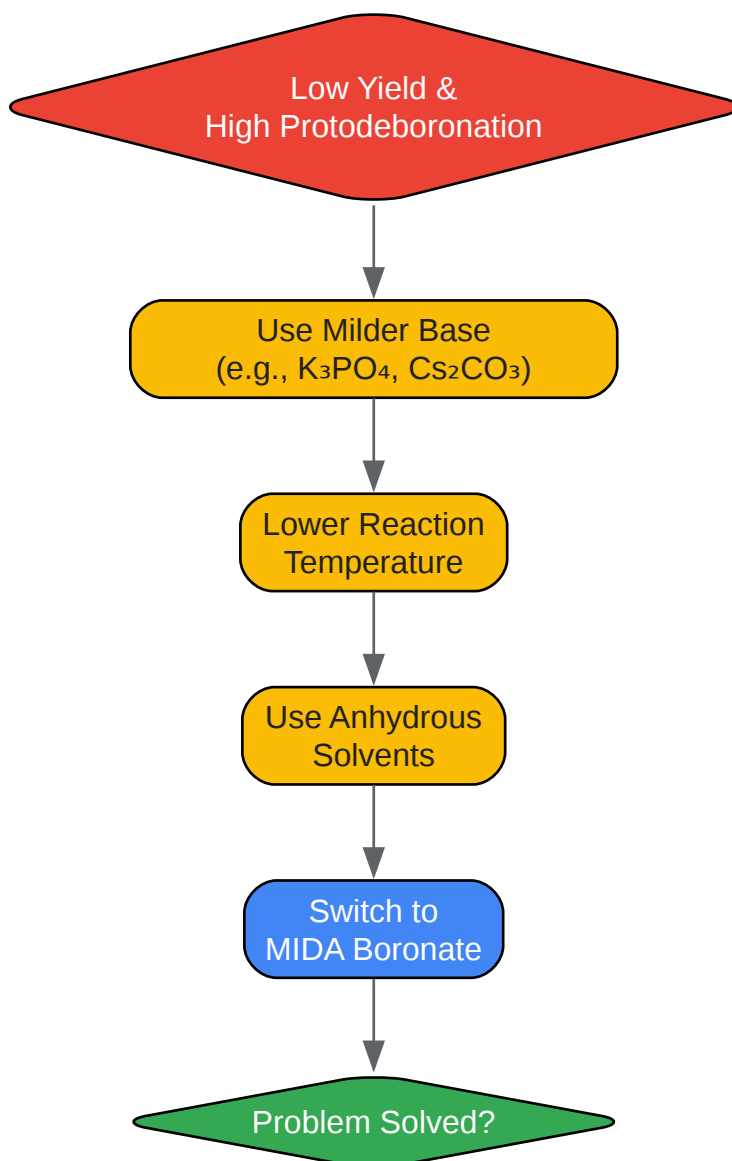 Low Yield &
High Protodeboronation
Use Milder Base
(e.g., K₃PO₄, Cs₂CO₃)
Lower Reaction
Temperature
Use Anhydrous
Solvents
Switch to
MIDA Boronate
Problem Solved?